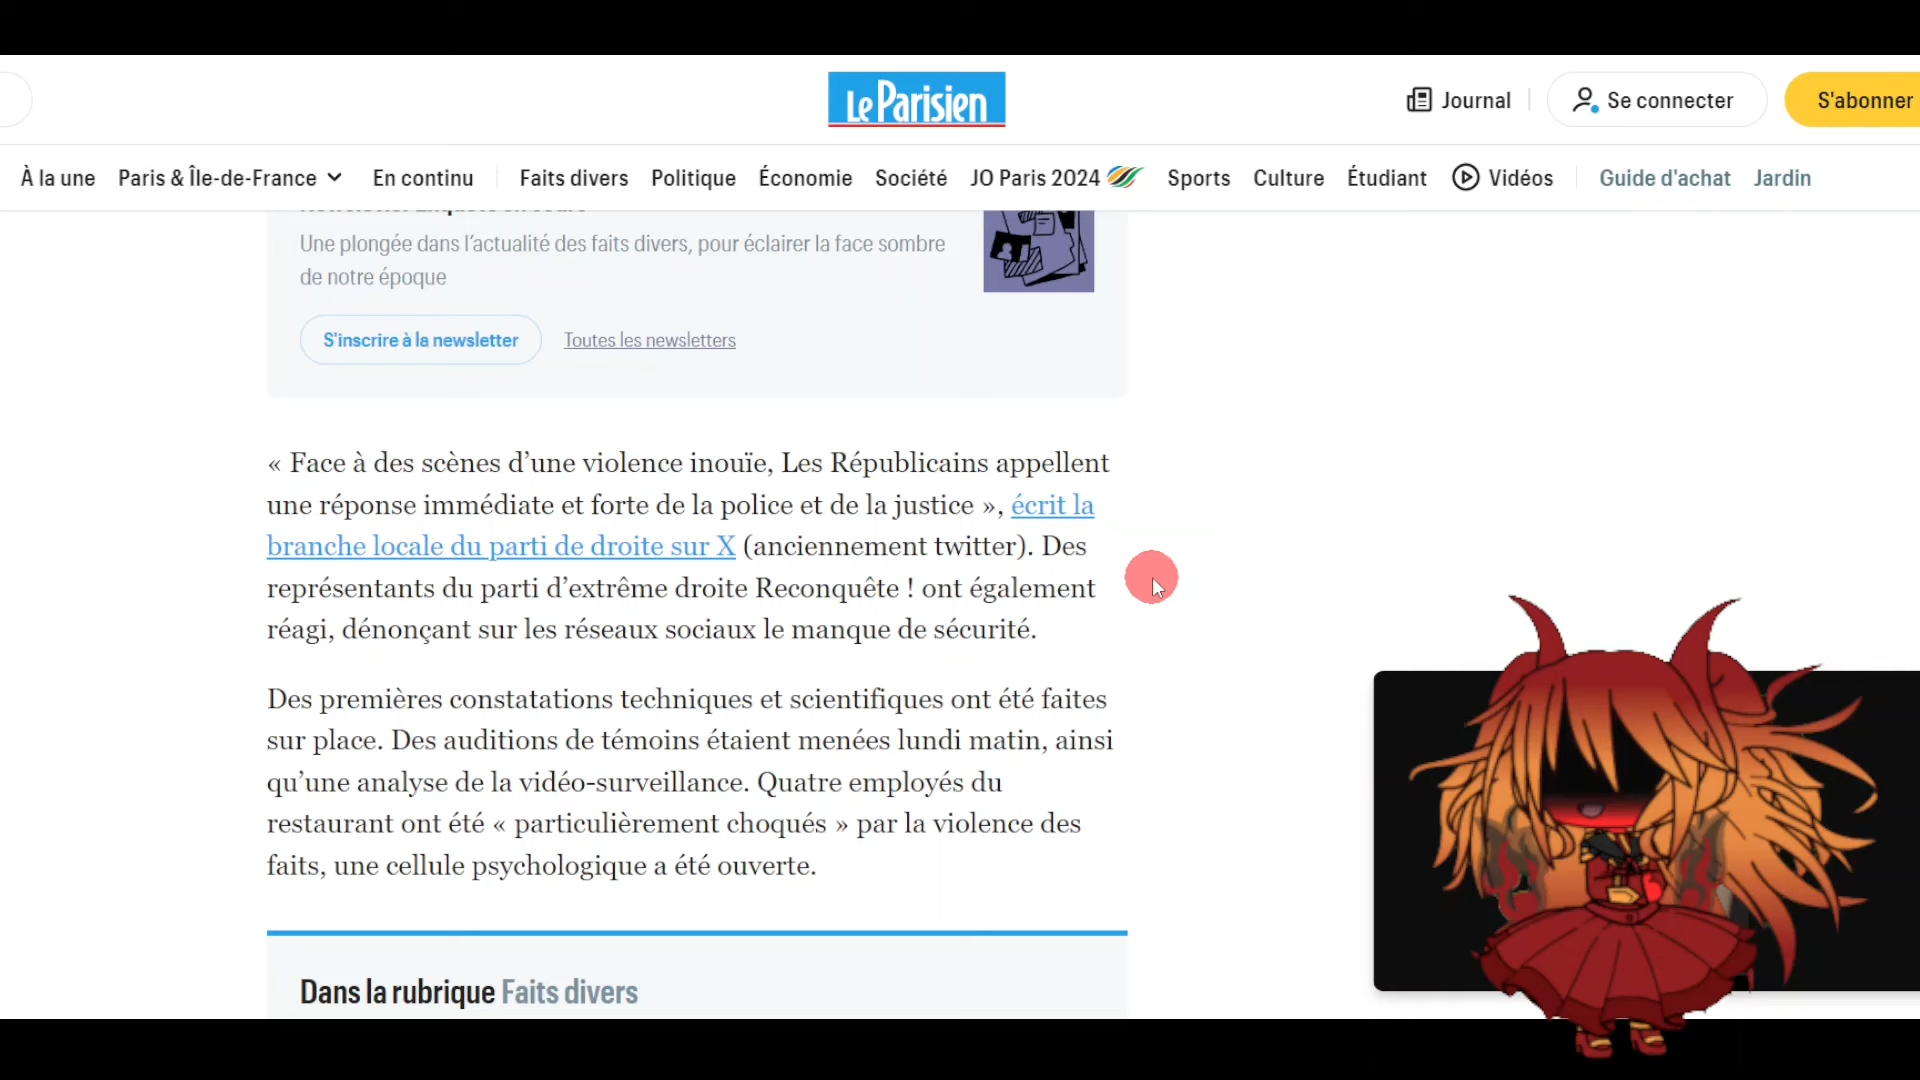 Le Parisien
Journal
Se connecter
S'abonner
À la une
Paris & Île-de-France
En continu
Faits divers
Politique
Économie
Société
JO Paris 2024
Sports
Culture
Étudiant
Vidéos
Guide d'achat
Jardin
Une plongée dans l’actualité des faits divers, pour éclairer la face sombre
de notre époque
S'inscrire à la newsletter
Toutes les newsletters
« Face à des scènes d’une violence inouïe, Les Républicains appellent
une réponse immédiate et forte de la police et de la justice », écrit la
branche locale du parti de droite sur X (anciennement twitter). Des
représentants du parti d’extrême droite Reconquête ! ont également
réagi, dénonçant sur les réseaux sociaux le manque de sécurité.
Des premières constatations techniques et scientifiques ont été faites
sur place. Des auditions de témoins étaient menées lundi matin, ainsi
qu’une analyse de la vidéo-surveillance. Quatre employés du
restaurant ont été « particulièrement choqués » par la violence des
faits, une cellule psychologique a été ouverte.
Dans la rubrique Faits divers